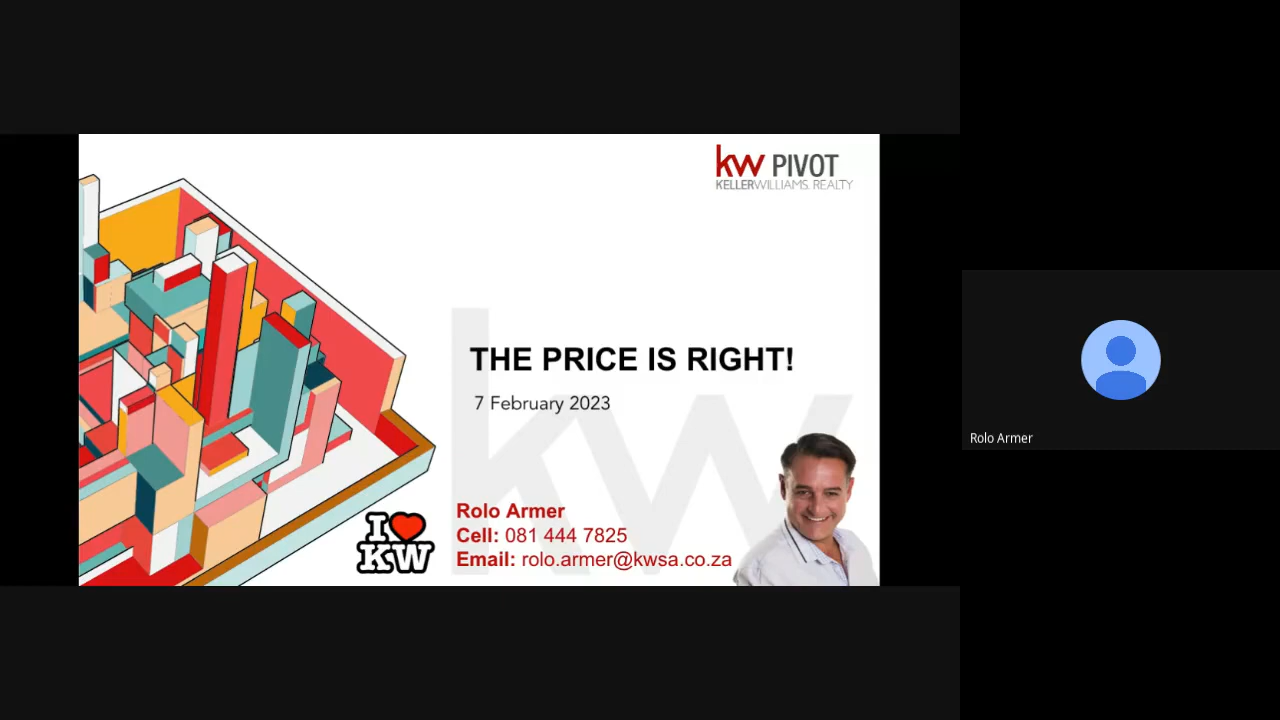 kw PIVOT
KELLERWILLIAMS. REALTY
THE PRICE IS RIGHT!
7 February 2023
kw
Rolo Armer
Cell: 081 444 7825
Email: rolo.armer@kwsa.co.za
I
KW
Rolo Armer